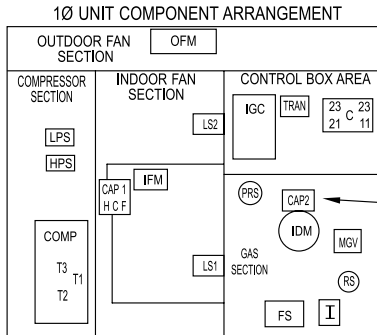 1Ø UNIT COMPONENT ARRANGEMENT
OUTDOOR FAN
SECTION
OFM
COMPRESSOR
SECTION
LPS
HPS
COMP
T3
T1
T2
INDOOR FAN
SECTION
LS2
IFM
CAP 1
H C F
LS1
CONTROL BOX AREA
IGC
TRAN
23 C 23
21 11
PRS
CAP2
IDM
MGV
GAS
SECTION
RS
FS
I